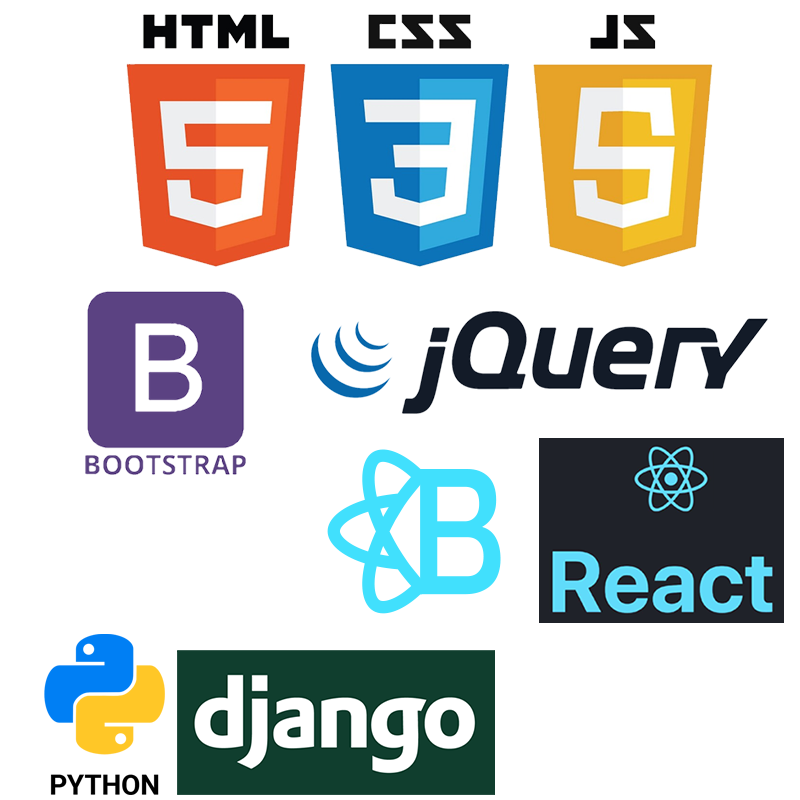 HTML CSS JS
5 3 5
B
BOOTSTRAP
jQuery
B
React
PYTHON
django